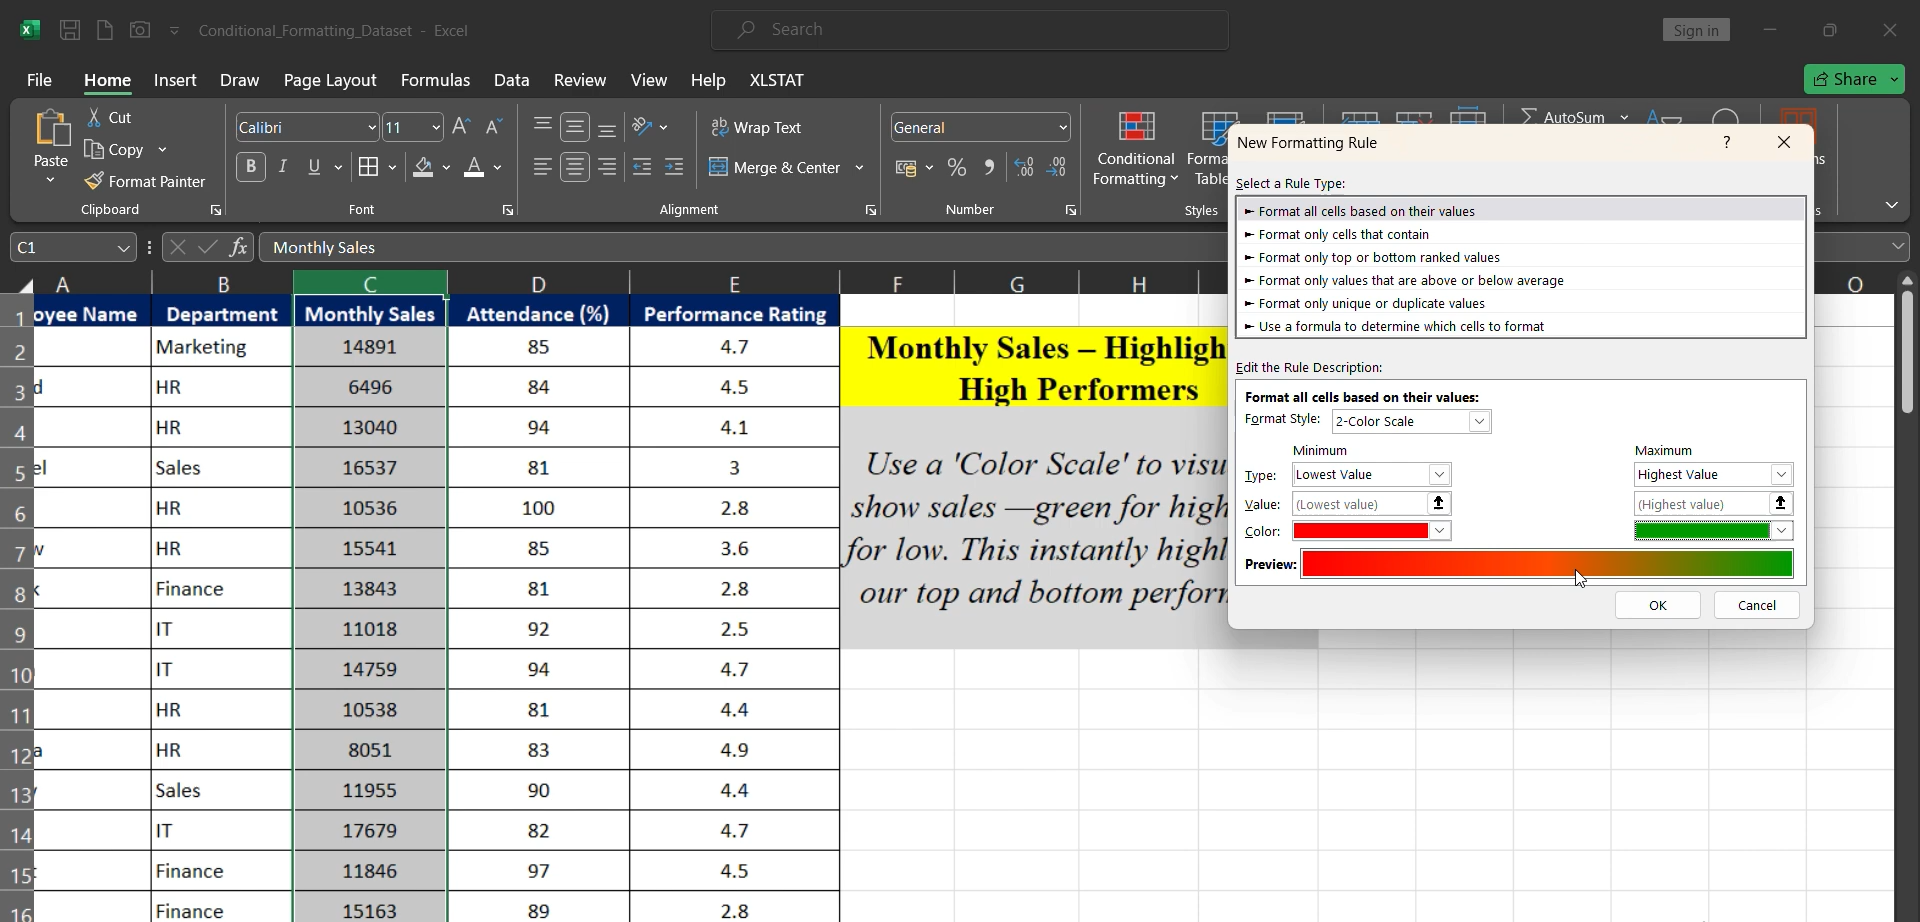 Conditional_Formatting_Dataset - Excel
Search
Sign in
File Home Insert Draw Page Layout Formulas Data Review View Help XLSTAT
Share
Paste
Cut
Copy
Format Painter
Clipboard
Calibri 11
B I U
Font
Wrap Text
Merge & Center
Alignment
General
Number
Conditional
Formatting
Styles
AutoSum
C1
fx
Monthly Sales
A B C D E F G H O
1 oyee Name Department Monthly Sales Attendance (%) Performance Rating
2 Marketing 14891 85 4.7
3 d HR 6496 84 4.5
4 HR 13040 94 4.1
5 el Sales 16537 81 3
6 HR 10536 100 2.8
7 HR 15541 85 3.6
8 k Finance 13843 81 2.8
9 IT 11018 92 2.5
10 IT 14759 94 4.7
11 HR 10538 81 4.4
12 a HR 8051 83 4.9
13 Sales 11955 90 4.4
14 IT 17679 82 4.7
15 Finance 11846 97 4.5
16 Finance 15163 89 2.8
Monthly Sales – Highligh
High Performers
Use a 'Color Scale' to visu
show sales —green for high
for low. This instantly highl
our top and bottom perforn
New Formatting Rule
?
Select a Rule Type:
► Format all cells based on their values
► Format only cells that contain
► Format only top or bottom ranked values
► Format only values that are above or below average
► Format only unique or duplicate values
► Use a formula to determine which cells to format
Edit the Rule Description:
Format all cells based on their values:
Format Style: 2-Color Scale
Minimum Maximum
Type: Lowest Value Highest Value
Value: (Lowest value) (Highest value)
Color:
Preview:
OK Cancel